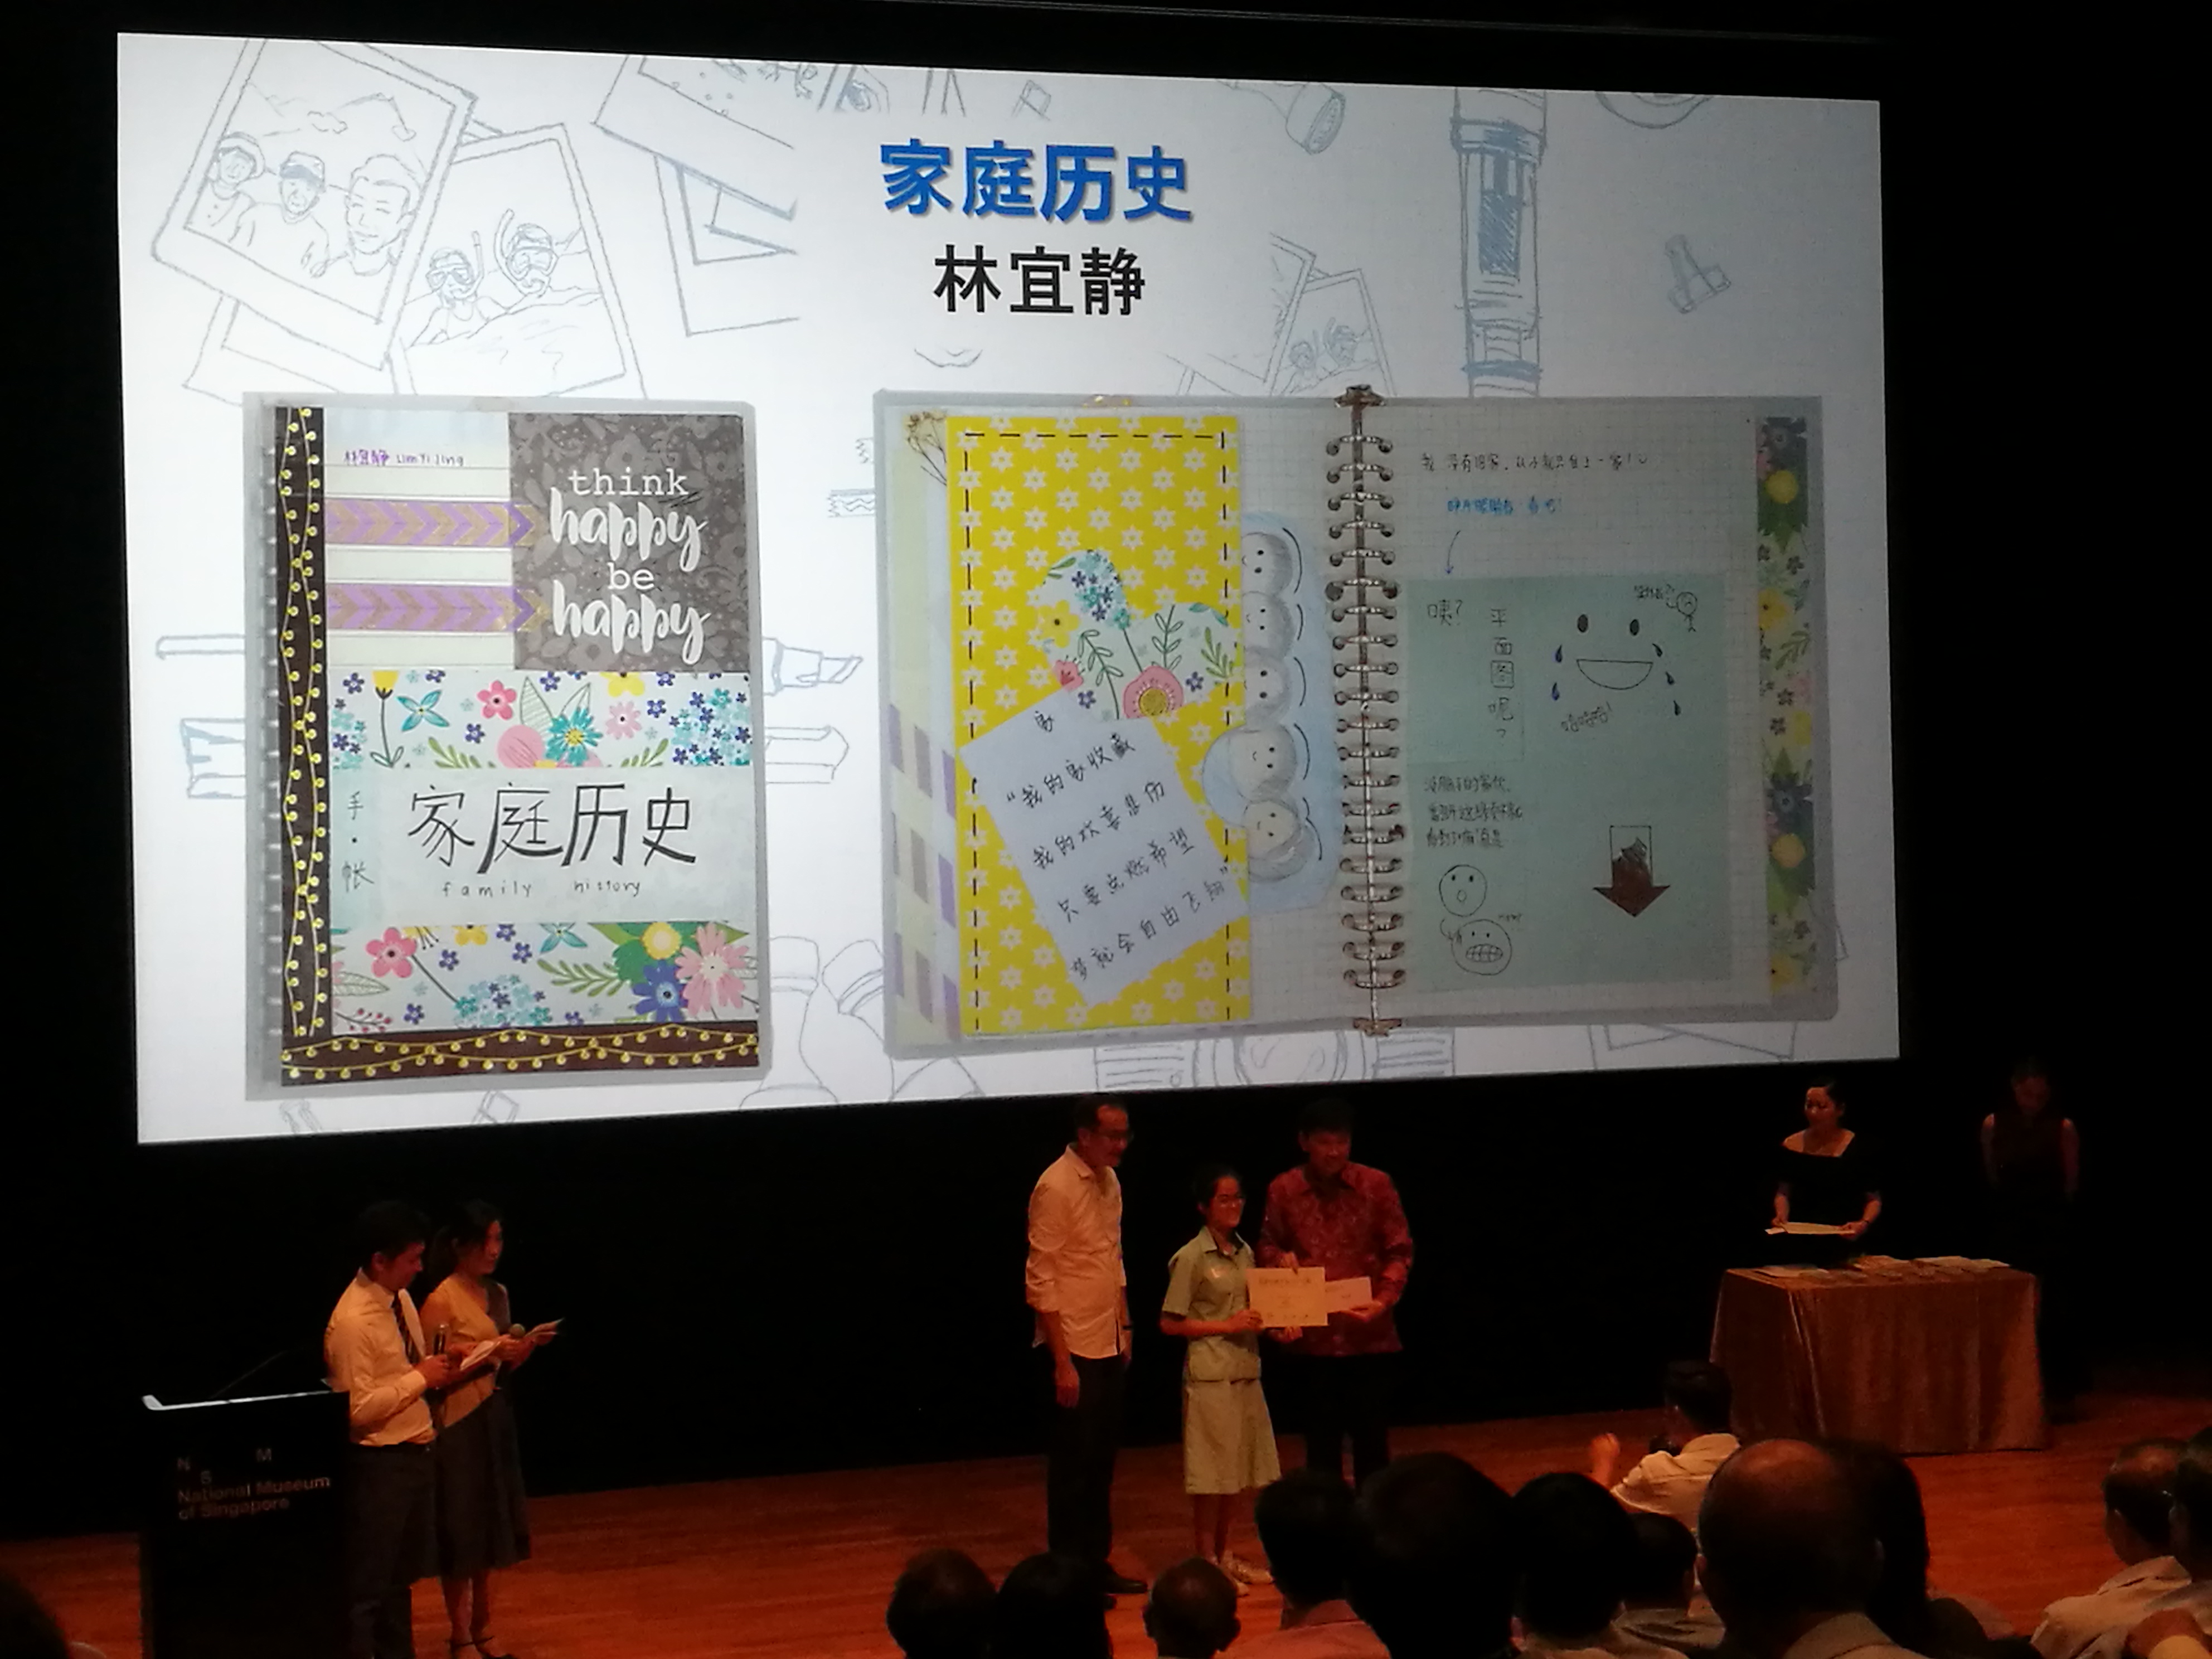 家庭历史
林宜静
林宜静 Lim Yi Jing
think
happy
be
happy
手·帐
家庭历史
family history
家
“我的家收藏
我的欢喜悲伤
只要点燃希望
梦就会自由飞翔”
咦?
平面图呢?
哈哈哈!
N
S M
National Museum
of Singapore